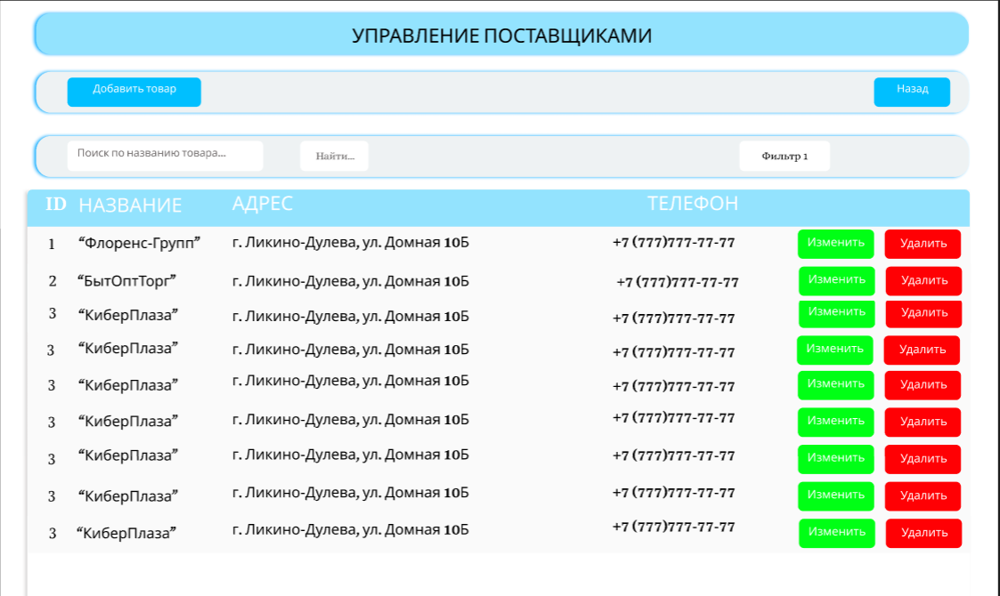 УПРАВЛЕНИЕ ПОСТАВЩИКАМИ
Добавить товар Назад
Поиск по названию товара... Найти... Фильтр 1
ID НАЗВАНИЕ АДРЕС ТЕЛЕФОН
1 “Флоренс-Групп” г. Ликино-Дулева, ул. Домная 10Б +7 (777)777-77-77 Изменить Удалить
2 “БытОптТорг” г. Ликино-Дулева, ул. Домная 10Б +7 (777)777-77-77 Изменить Удалить
3 “КиберПлаза” г. Ликино-Дулева, ул. Домная 10Б +7 (777)777-77-77 Изменить Удалить
3 “КиберПлаза” г. Ликино-Дулева, ул. Домная 10Б +7 (777)777-77-77 Изменить Удалить
3 “КиберПлаза” г. Ликино-Дулева, ул. Домная 10Б +7 (777)777-77-77 Изменить Удалить
3 “КиберПлаза” г. Ликино-Дулева, ул. Домная 10Б +7 (777)777-77-77 Изменить Удалить
3 “КиберПлаза” г. Ликино-Дулева, ул. Домная 10Б +7 (777)777-77-77 Изменить Удалить
3 “КиберПлаза” г. Ликино-Дулева, ул. Домная 10Б +7 (777)777-77-77 Изменить Удалить
3 “КиберПлаза” г. Ликино-Дулева, ул. Домная 10Б +7 (777)777-77-77 Изменить Удалить